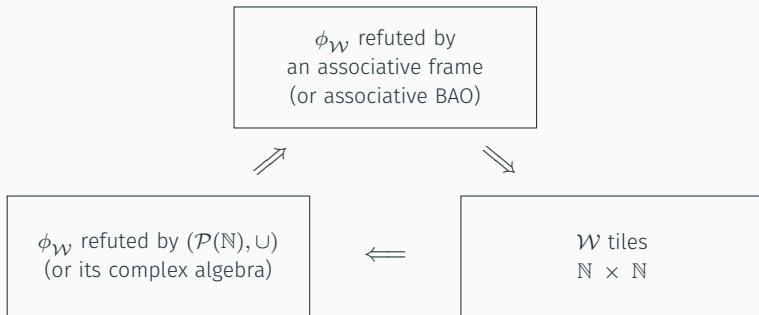 ϕ_𝒲 refuted by
an associative frame
(or associative BAO)
⇗ ⇘
ϕ_𝒲 refuted by (𝒫(ℕ), ∪)
(or its complex algebra)
⟸
𝒲 tiles
ℕ × ℕ